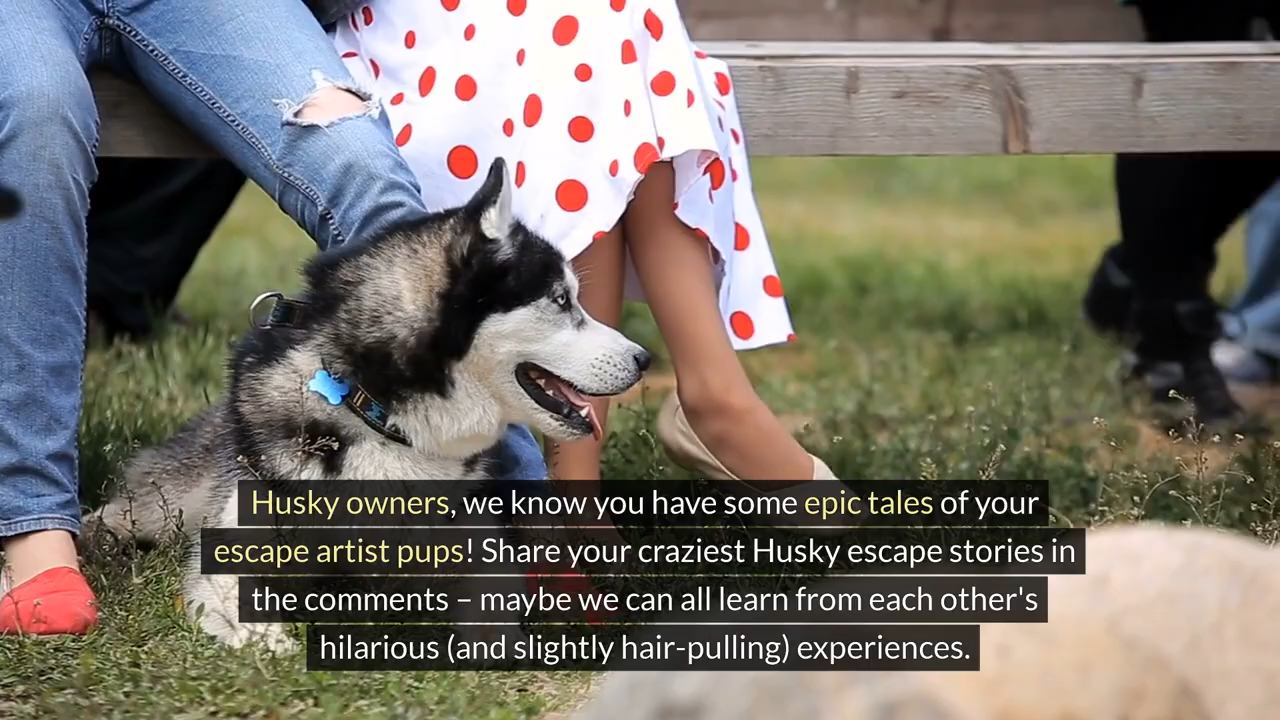 Husky owners, we know you have some epic tales of your
escape artist pups! Share your craziest Husky escape stories in
the comments – maybe we can all learn from each other's
hilarious (and slightly hair-pulling) experiences.